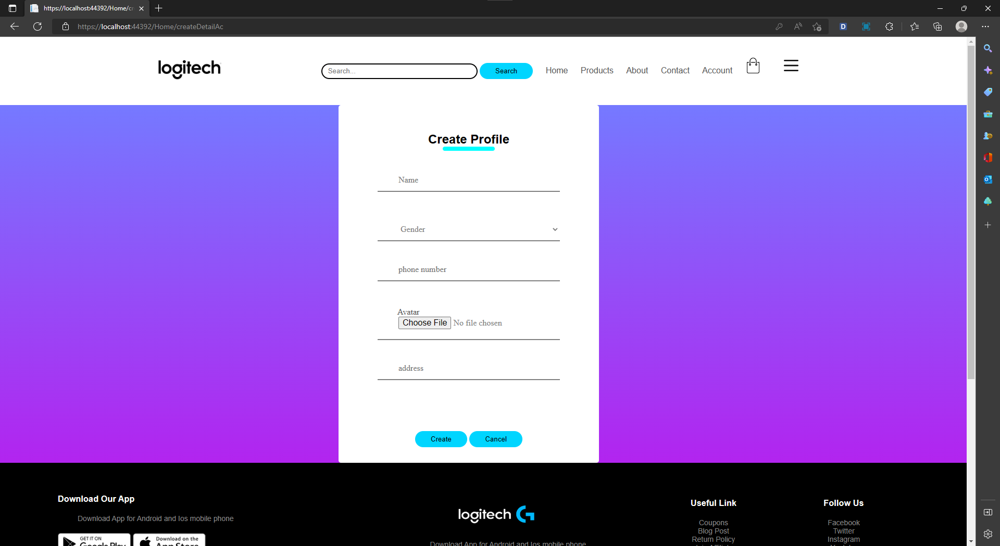 https://localhost:44392/Home/cr
https://localhost:44392/Home/createDetailAc
logitech
Search...
Search
Home
Products
About
Contact
Account
Create Profile
Name
Gender
phone number
Avatar
Choose File No file chosen
address
Create
Cancel
Download Our App
Download App for Android and Ios mobile phone
GET IT ON
Google Play
Download on the
App Store
logitech G
Download App for Android and Ios mobile phone
Useful Link
Coupons
Blog Post
Return Policy
Follow Us
Facebook
Twitter
Instagram